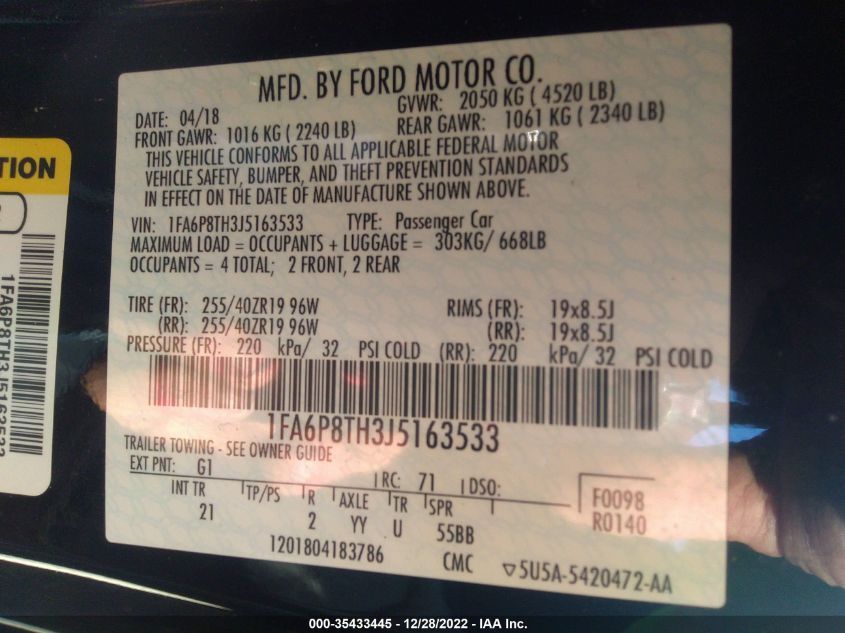 MFD. BY FORD MOTOR CO.
DATE: 04/18 GVWR: 2050 KG ( 4520 LB)
FRONT GAWR: 1016 KG ( 2240 LB) REAR GAWR: 1061 KG ( 2340 LB)
THIS VEHICLE CONFORMS TO ALL APPLICABLE FEDERAL MOTOR
VEHICLE SAFETY, BUMPER, AND THEFT PREVENTION STANDARDS
IN EFFECT ON THE DATE OF MANUFACTURE SHOWN ABOVE.
VIN: 1FA6P8TH3J5163533 TYPE: Passenger Car
MAXIMUM LOAD = OCCUPANTS + LUGGAGE = 303KG/ 668LB
OCCUPANTS = 4 TOTAL; 2 FRONT, 2 REAR
TIRE (FR): 255/40ZR19 96W RIMS (FR): 19x8.5J
(RR): 255/40ZR19 96W (RR): 19x8.5J
PRESSURE (FR): 220 kPa/ 32 PSI COLD (RR): 220 kPa/ 32 PSI COLD
1FA6P8TH3J5163533
TRAILER TOWING - SEE OWNER GUIDE
EXT PNT: G1 RC: 71 DSO:
INT TR TP/PS R AXLE TR SPR F0098
21 2 YY U 55BB R0140
1201804183786 CMC ▽5U5A-5420472-AA
TION
1FA6P8TH3J5163533
000-35433445 - 12/28/2022 - IAA Inc.